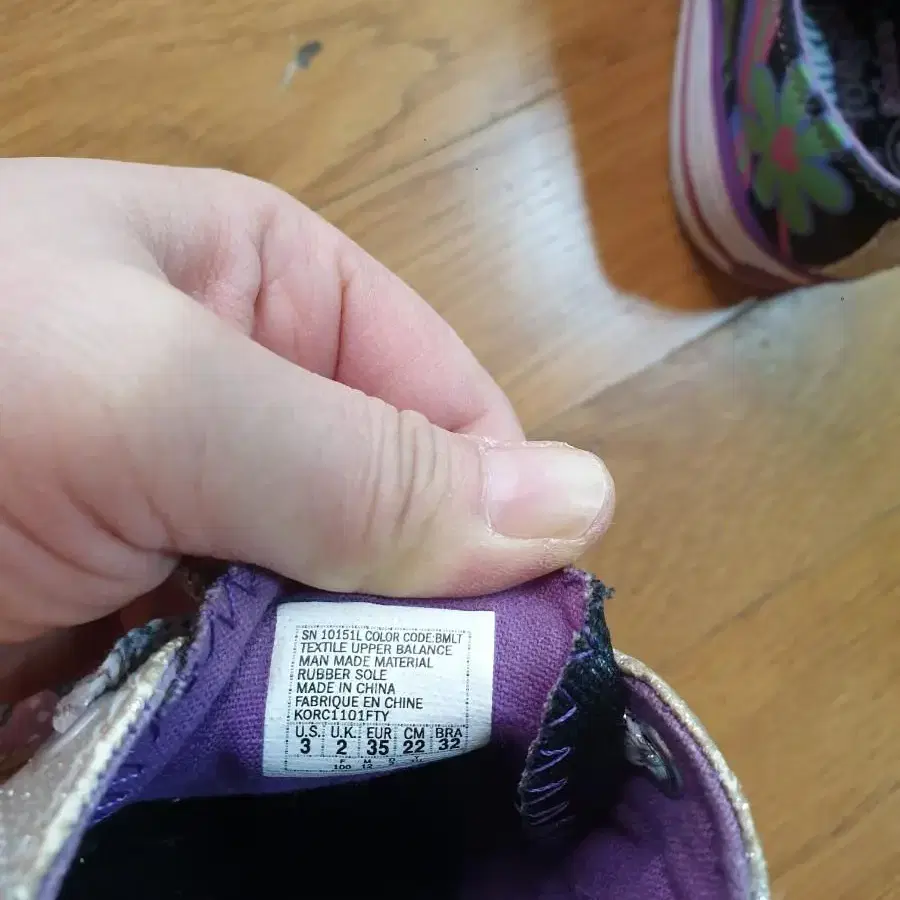 SN 10151L COLOR CODE:BMLT
TEXTILE UPPER BALANCE
MAN MADE MATERIAL
RUBBER SOLE
MADE IN CHINA
FABRIQUE EN CHINE
KORC1101FTY
U.S. U.K. EUR CM BRA
3 2 35 22 32